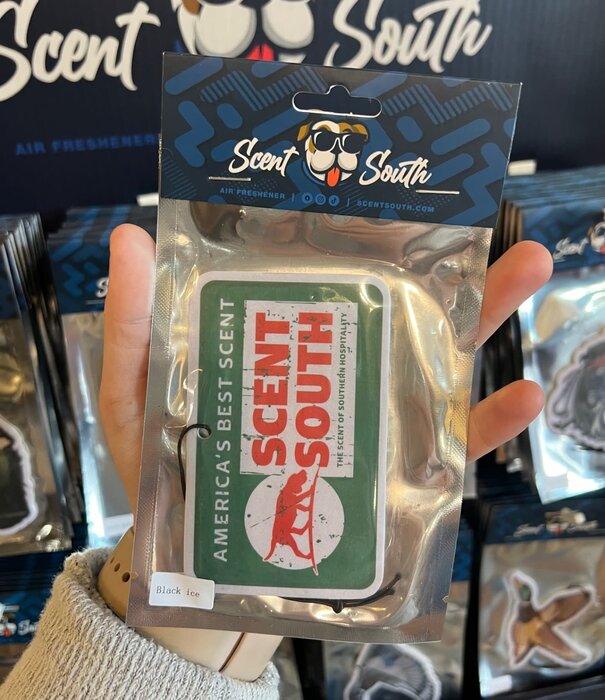 Scent South
AIR FRESHENER
Scent South
AIR FRESHENER | | SCENTSOUTH.COM
AMERICA'S BEST SCENT
SCENT
SOUTH
THE SCENT OF SOUTHERN HOSPITALITY
Black ice
Scent